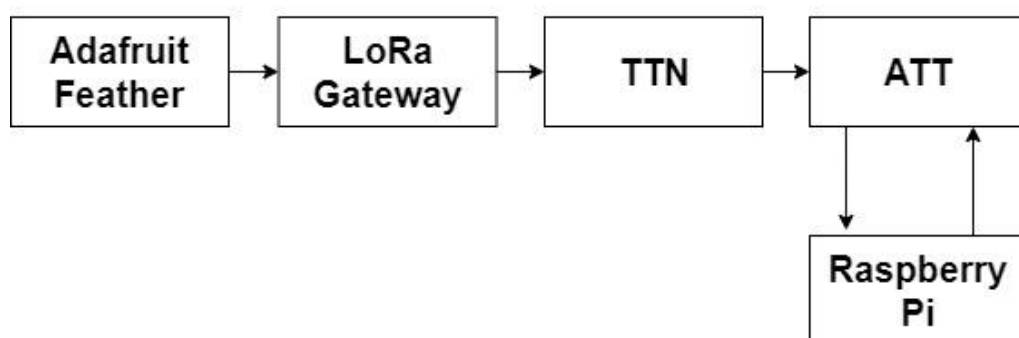 Adafruit
Feather
LoRa
Gateway
TTN
ATT
Raspberry
Pi